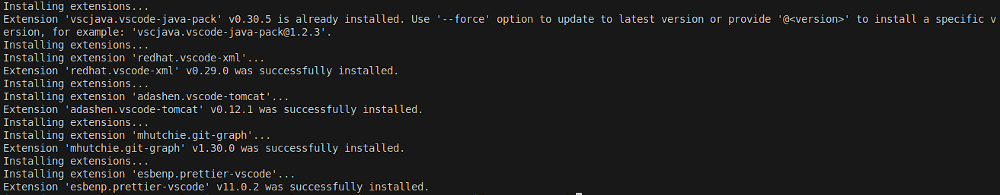 Installing extensions...
Extension 'vscjava.vscode-java-pack' v0.30.5 is already installed. Use '--force' option to update to latest version or provide '@<version>' to install a specific v
ersion, for example: 'vscjava.vscode-java-pack@1.2.3'.
Installing extensions...
Installing extension 'redhat.vscode-xml'...
Extension 'redhat.vscode-xml' v0.29.0 was successfully installed.
Installing extensions...
Installing extension 'adashen.vscode-tomcat'...
Extension 'adashen.vscode-tomcat' v0.12.1 was successfully installed.
Installing extensions...
Installing extension 'mhutchie.git-graph'...
Extension 'mhutchie.git-graph' v1.30.0 was successfully installed.
Installing extensions...
Installing extension 'esbenp.prettier-vscode'...
Extension 'esbenp.prettier-vscode' v11.0.2 was successfully installed.